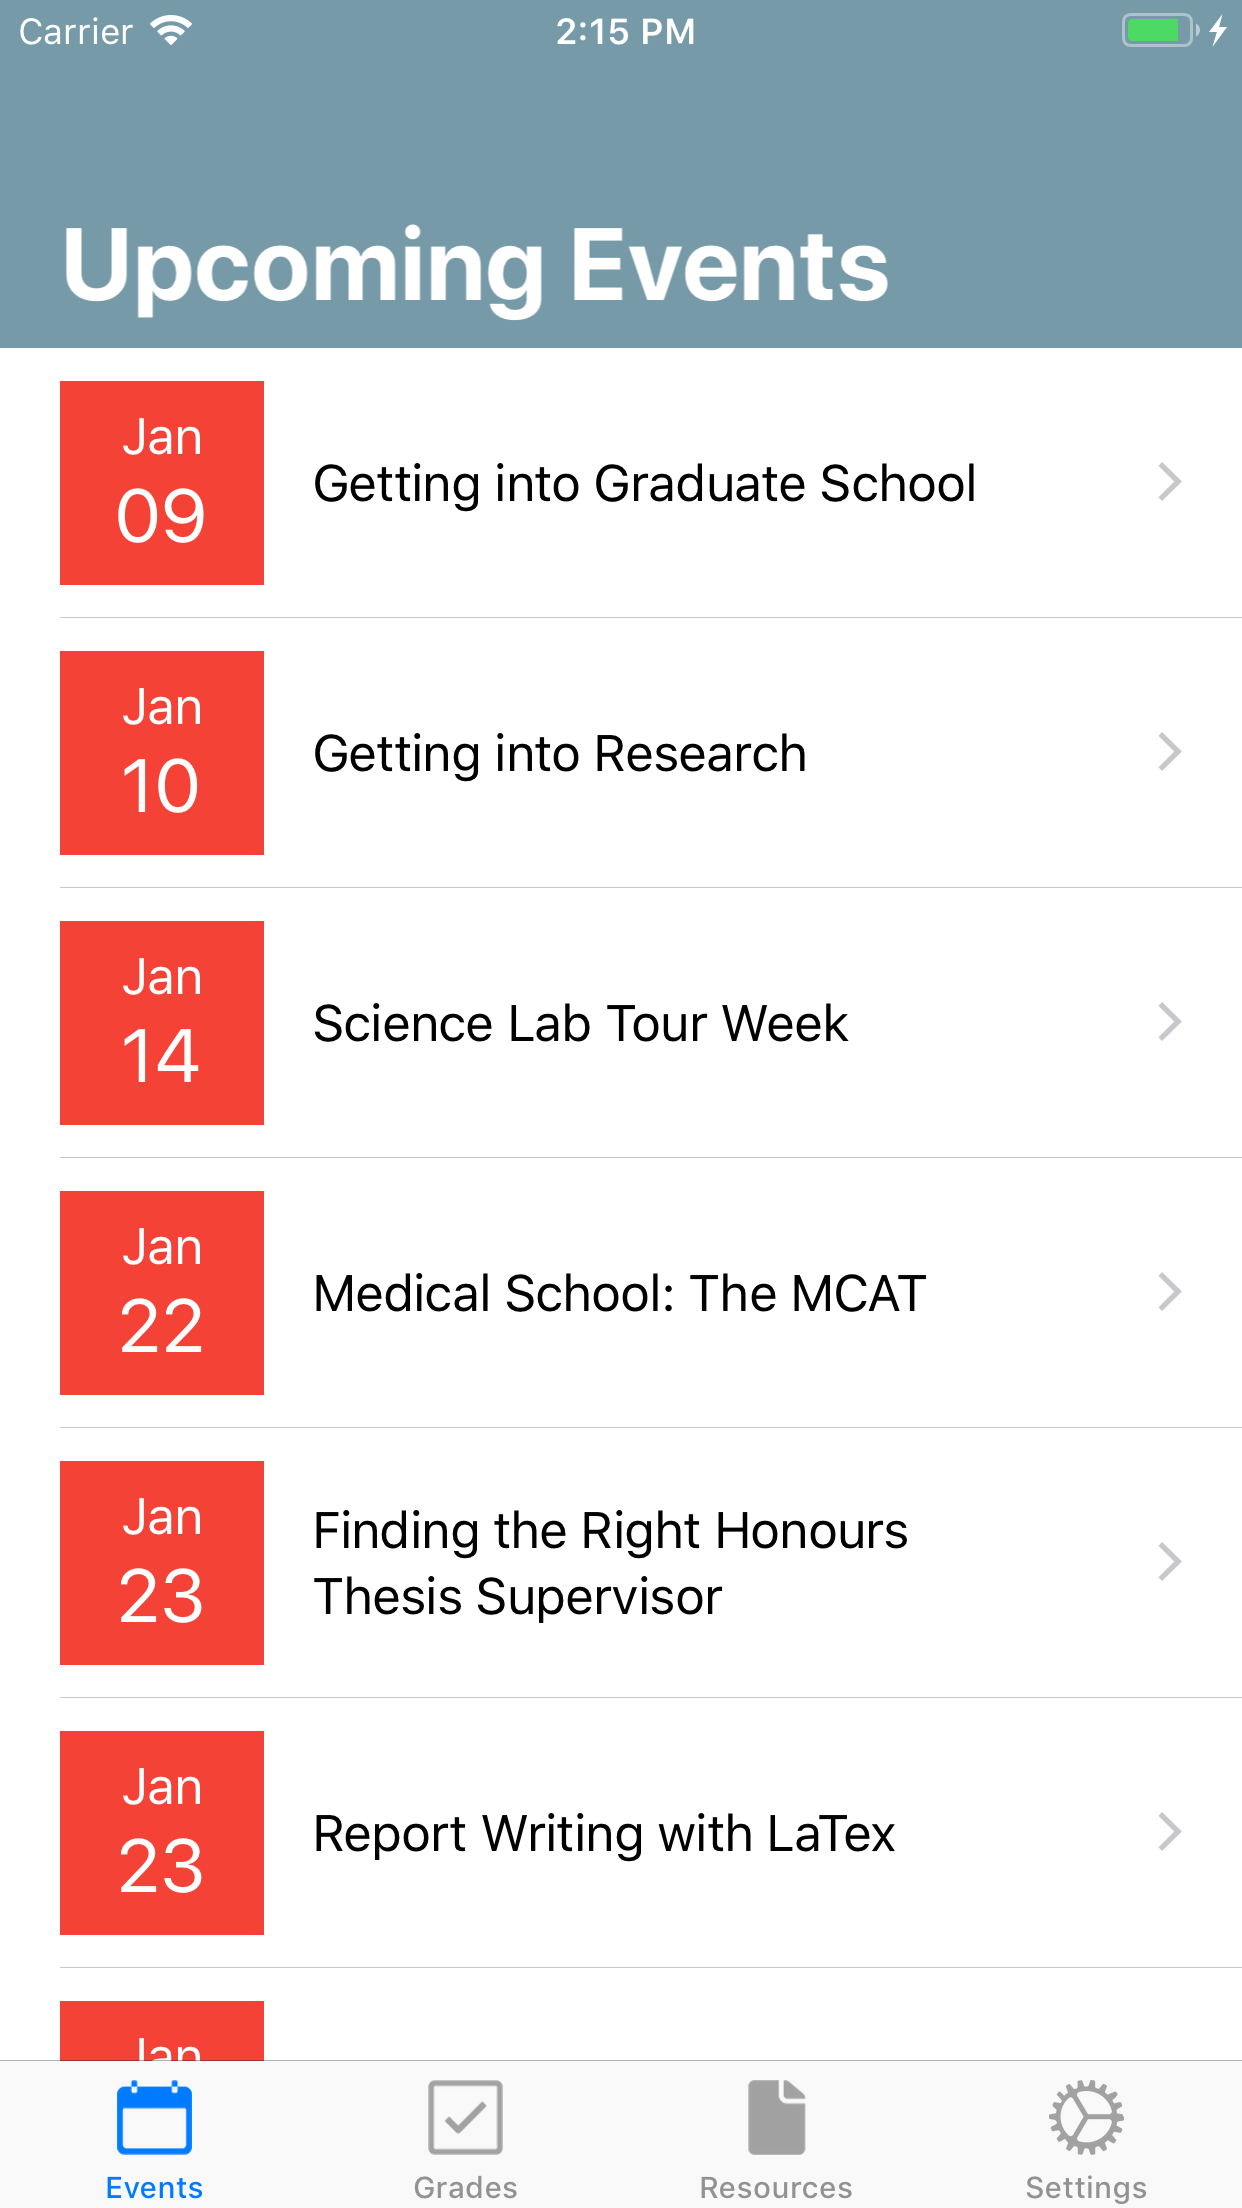 Carrier 2:15 PM
Upcoming Events
Jan
09
Getting into Graduate School
Jan
10
Getting into Research
Jan
14
Science Lab Tour Week
Jan
22
Medical School: The MCAT
Jan
23
Finding the Right Honours
Thesis Supervisor
Jan
23
Report Writing with LaTex
Jan
Events Grades Resources Settings